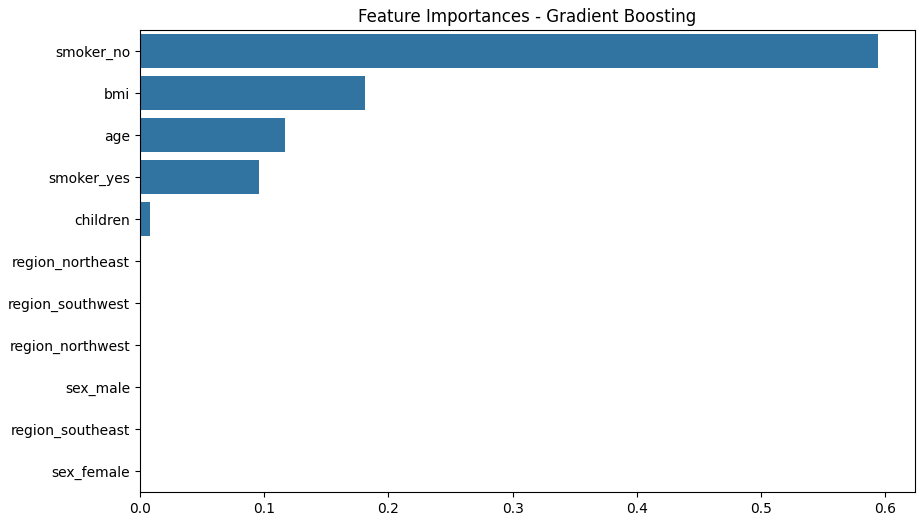 Feature Importances - Gradient Boosting
smoker_no
bmi
age
smoker_yes
children
region_northeast
region_southwest
region_northwest
sex_male
region_southeast
sex_female
0.0 0.1 0.2 0.3 0.4 0.5 0.6